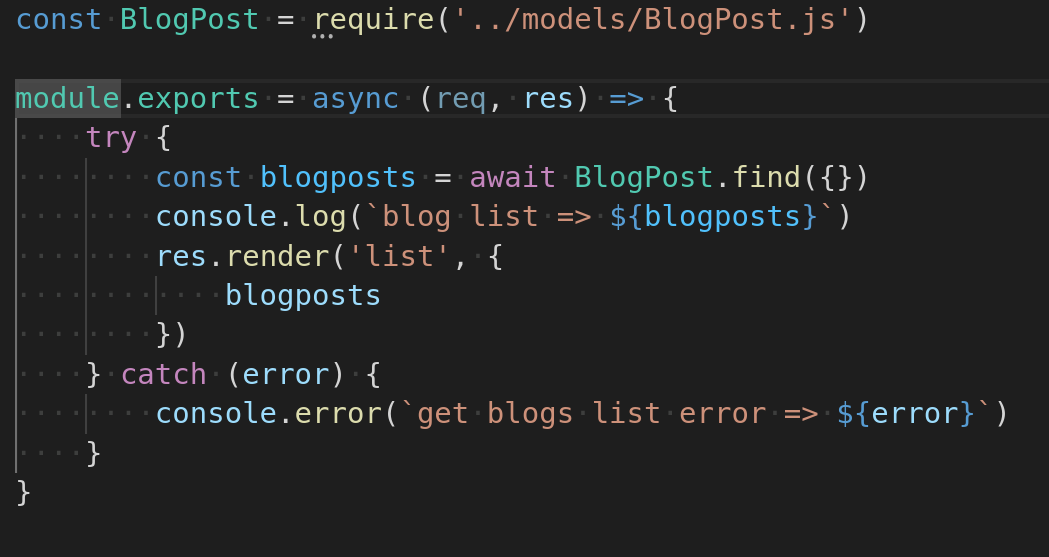 const BlogPost = require('../models/BlogPost.js')
module.exports = async (req, res) => {
    try {
        const blogposts = await BlogPost.find({})
        console.log(`blog list => ${blogposts}`)
        res.render('list', {
            blogposts
        })
    } catch (error) {
        console.error(`get blogs list error => ${error}`)
    }
}